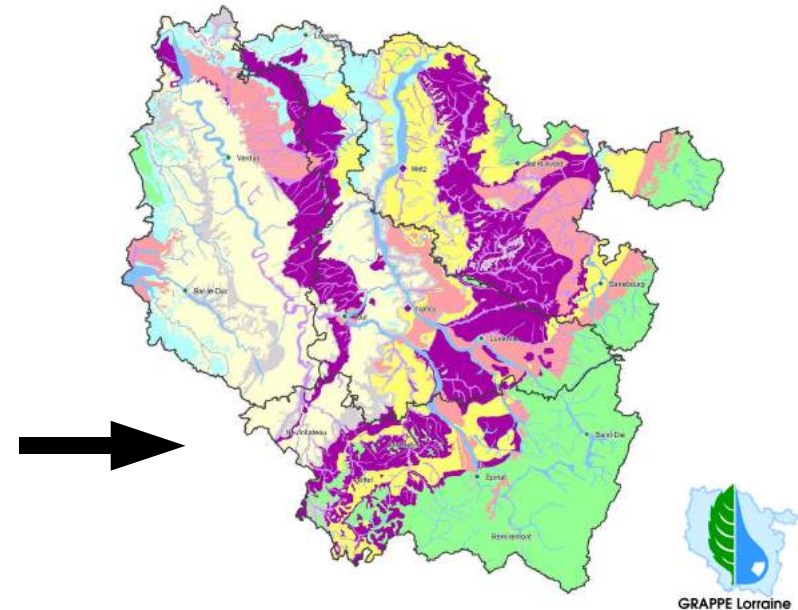 Longwy
Verdun
Metz
Saint-Avold
Bar-le-Duc
Sarrebourg
Toul
Nancy
Lunéville
Neufchâteau
Saint-Dié
Vittel
Epinal
Remiremont
GRAPPE Lorraine